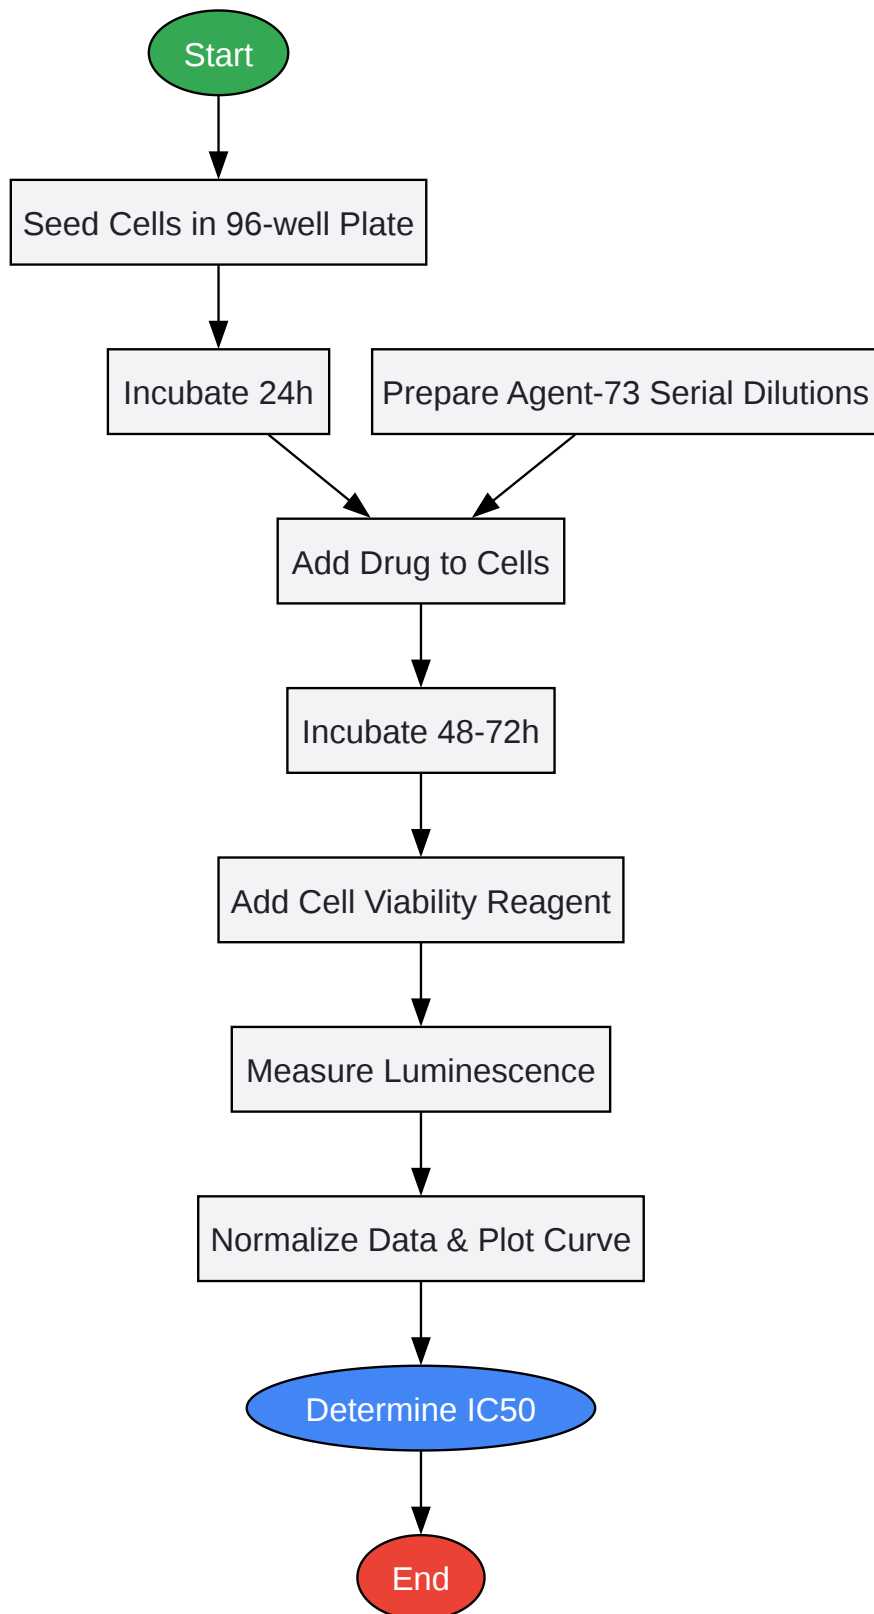 Start
Seed Cells in 96-well Plate
Incubate 24h
Prepare Agent-73 Serial Dilutions
Add Drug to Cells
Incubate 48-72h
Add Cell Viability Reagent
Measure Luminescence
Normalize Data & Plot Curve
Determine IC50
End